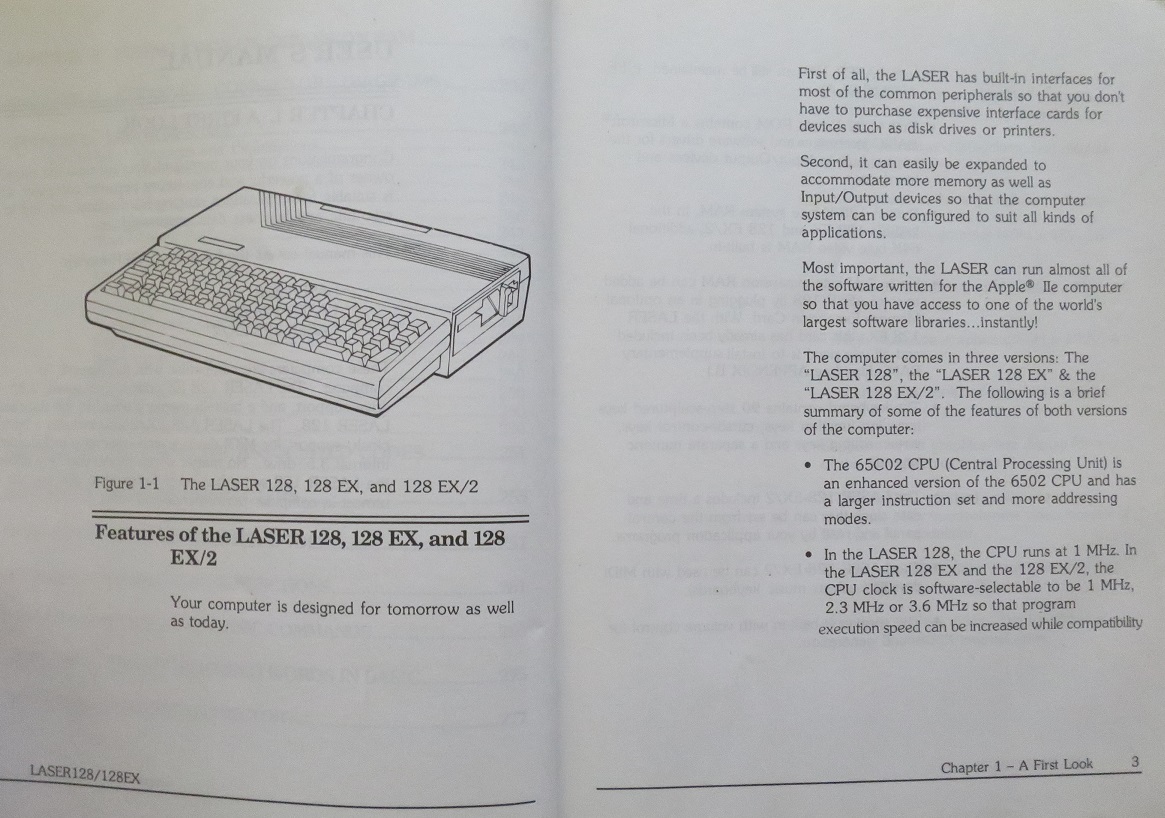 Figure 1-1 The LASER 128, 128 EX, and 128 EX/2
Features of the LASER 128, 128 EX, and 128
EX/2
Your computer is designed for tomorrow as well
as today.
LASER128/128EX
First of all, the LASER has built-in interfaces for
most of the common peripherals so that you don't
have to purchase expensive interface cards for
devices such as disk drives or printers.
Second, it can easily be expanded to
accommodate more memory as well as
Input/Output devices so that the computer
system can be configured to suit all kinds of
applications.
Most important, the LASER can run almost all of
the software written for the Apple® IIe computer
so that you have access to one of the world's
largest software libraries...instantly!
The computer comes in three versions: The
“LASER 128”, the “LASER 128 EX” & the
“LASER 128 EX/2”. The following is a brief
summary of some of the features of both versions
of the computer:
• The 65C02 CPU (Central Processing Unit) is
an enhanced version of the 6502 CPU and has
a larger instruction set and more addressing
modes.
• In the LASER 128, the CPU runs at 1 MHz. In
the LASER 128 EX and the 128 EX/2, the
CPU clock is software-selectable to be 1 MHz,
2.3 MHz or 3.6 MHz so that program
execution speed can be increased while compatibility
Chapter 1 – A First Look 3